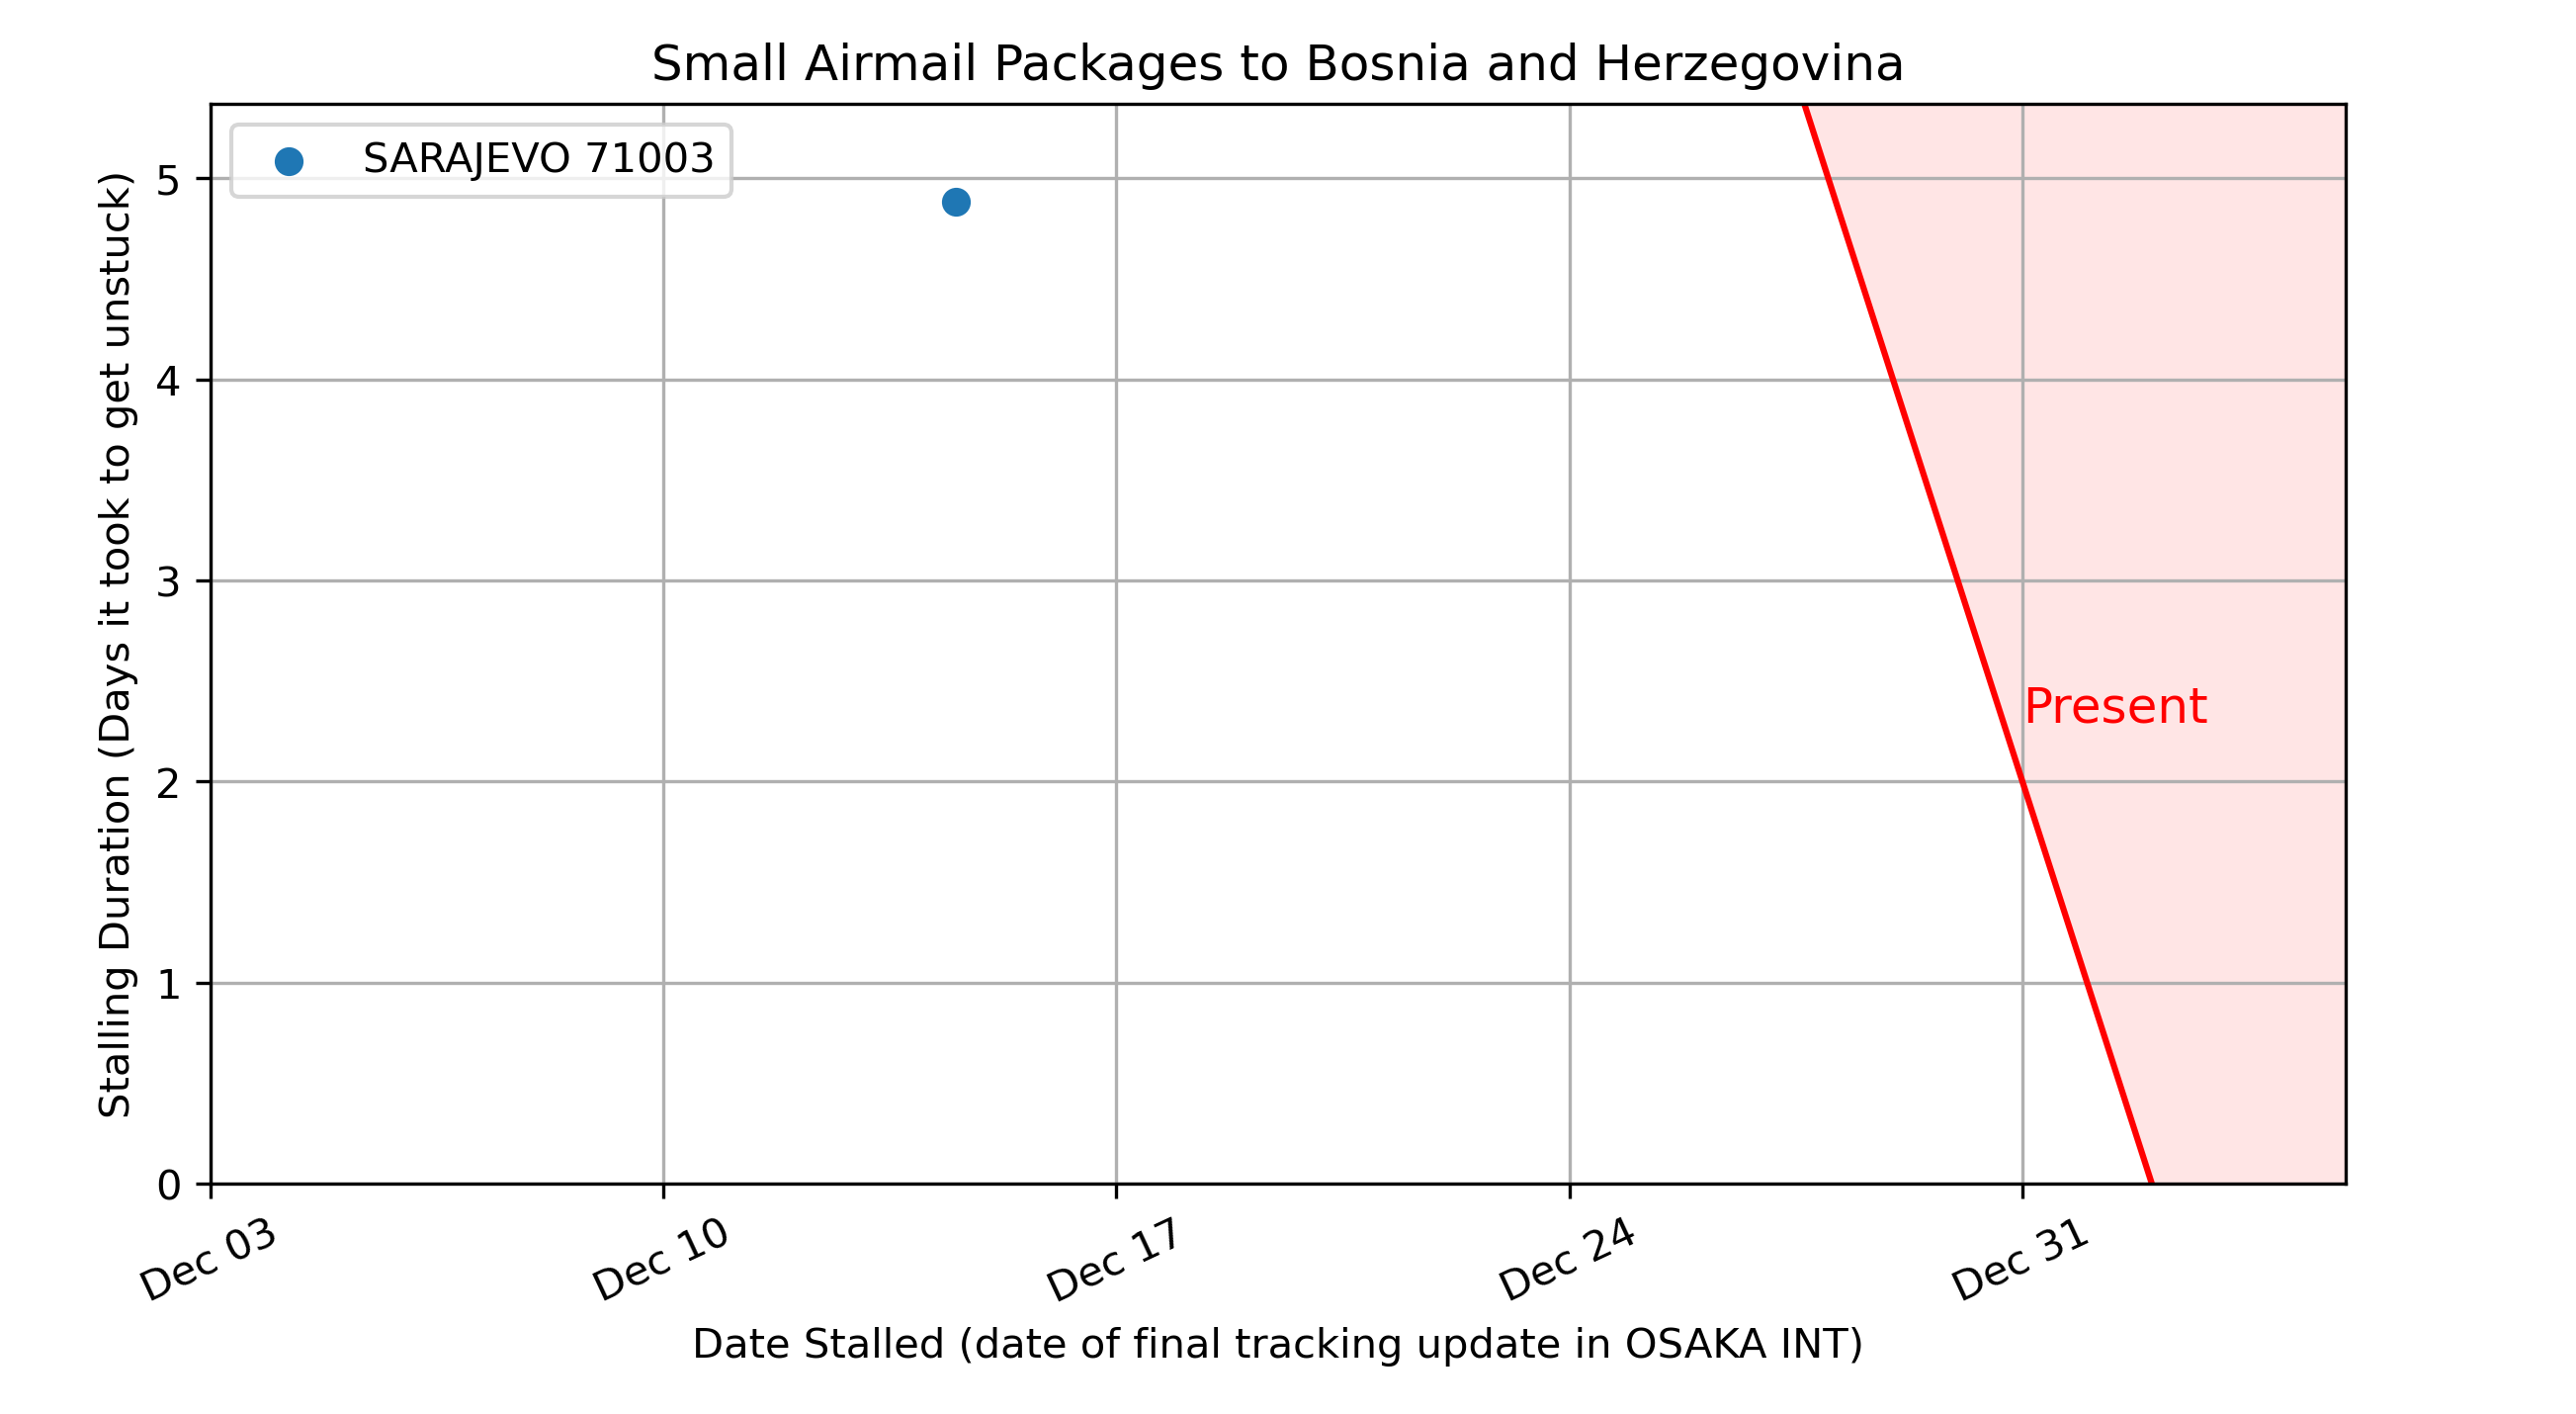 Small Airmail Packages to Bosnia and Herzegovina
SARAJEVO 71003
Stalling Duration (Days it took to get unstuck)
5
4
3
2
1
0
Present
Dec 03
Dec 10
Dec 17
Dec 24
Dec 31
Date Stalled (date of final tracking update in OSAKA INT)